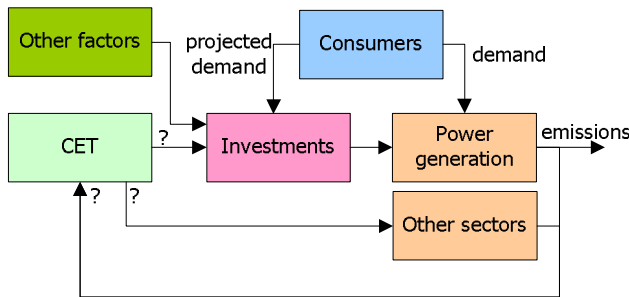 Other factors
projected
demand
Consumers
demand
CET
?
Investments
Power
generation
emissions
?
?
Other sectors